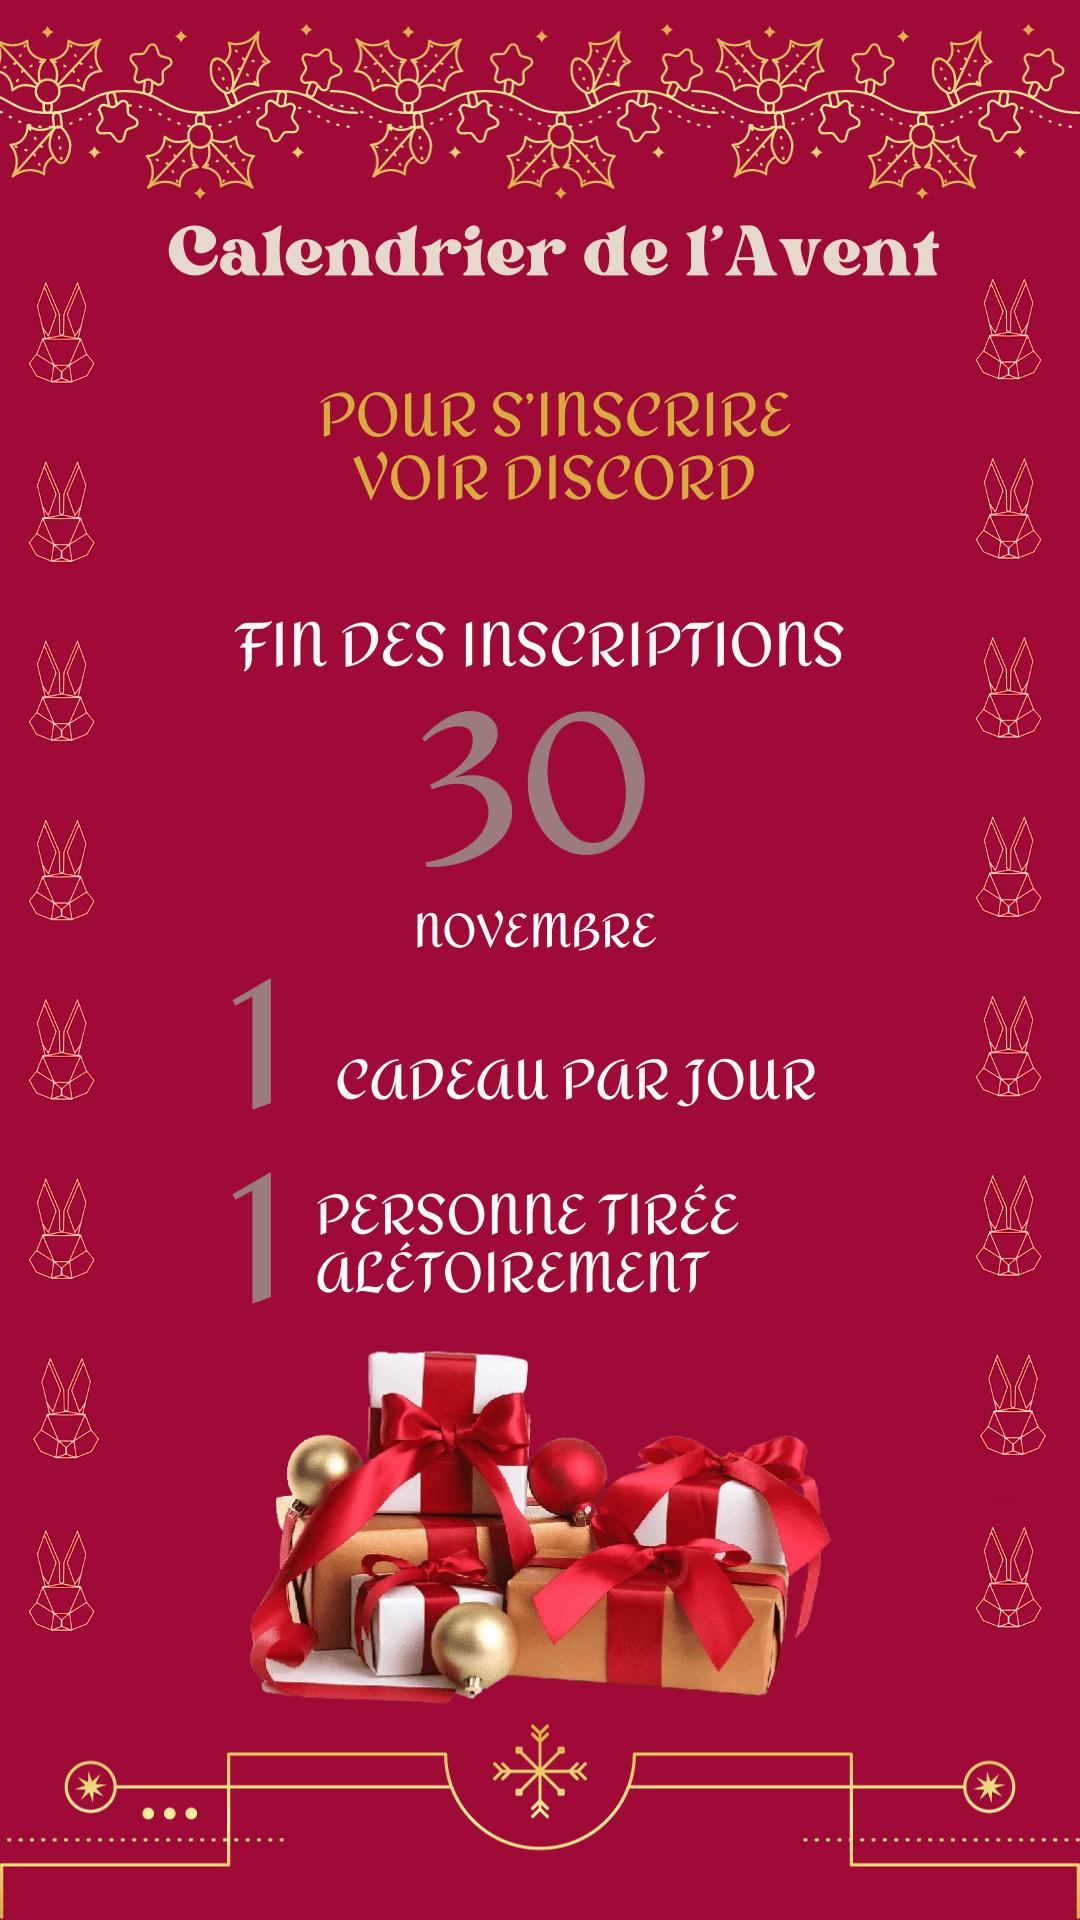 Calendrier de l'Avent
POUR S'INSCRIRE
VOIR DISCORD
FIN DES INSCRIPTIONS
30
NOVEMBRE
1 CADEAU PAR JOUR
1 PERSONNE TIRÉE
ALÉTOIREMENT